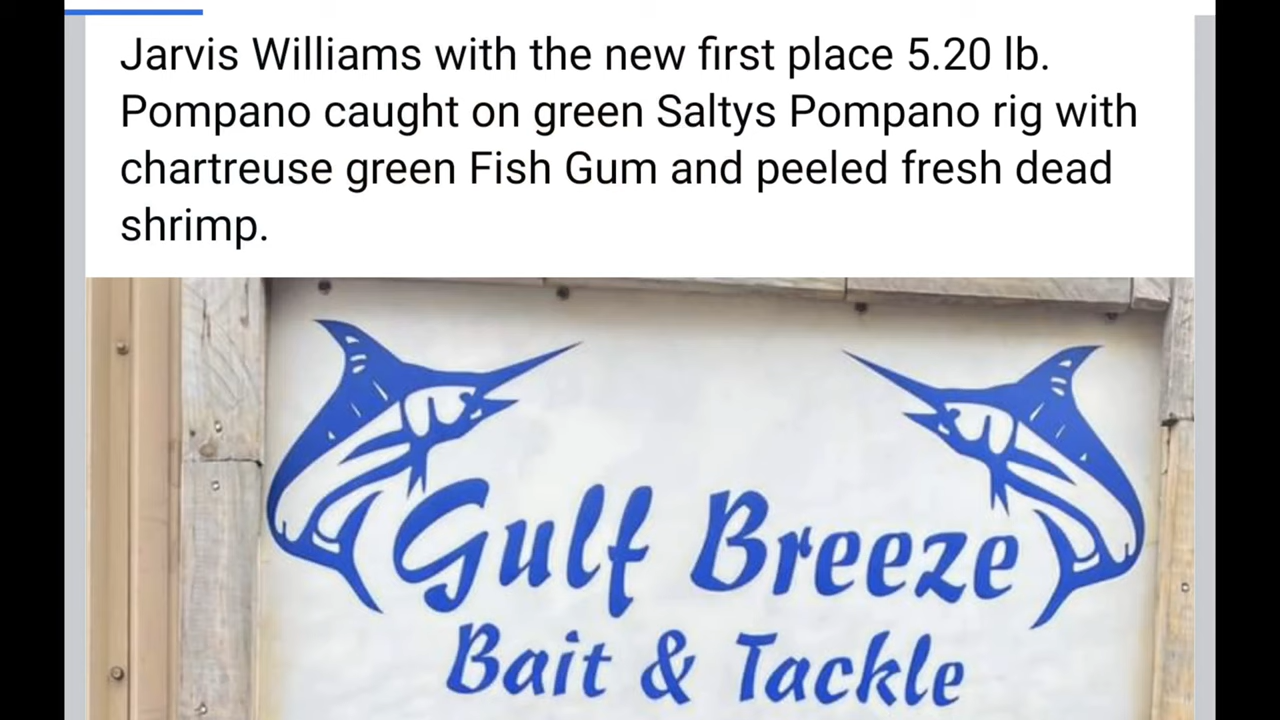 Jarvis Williams with the new first place 5.20 lb.
Pompano caught on green Saltys Pompano rig with
chartreuse green Fish Gum and peeled fresh dead
shrimp.
Gulf Breeze
Bait & Tackle